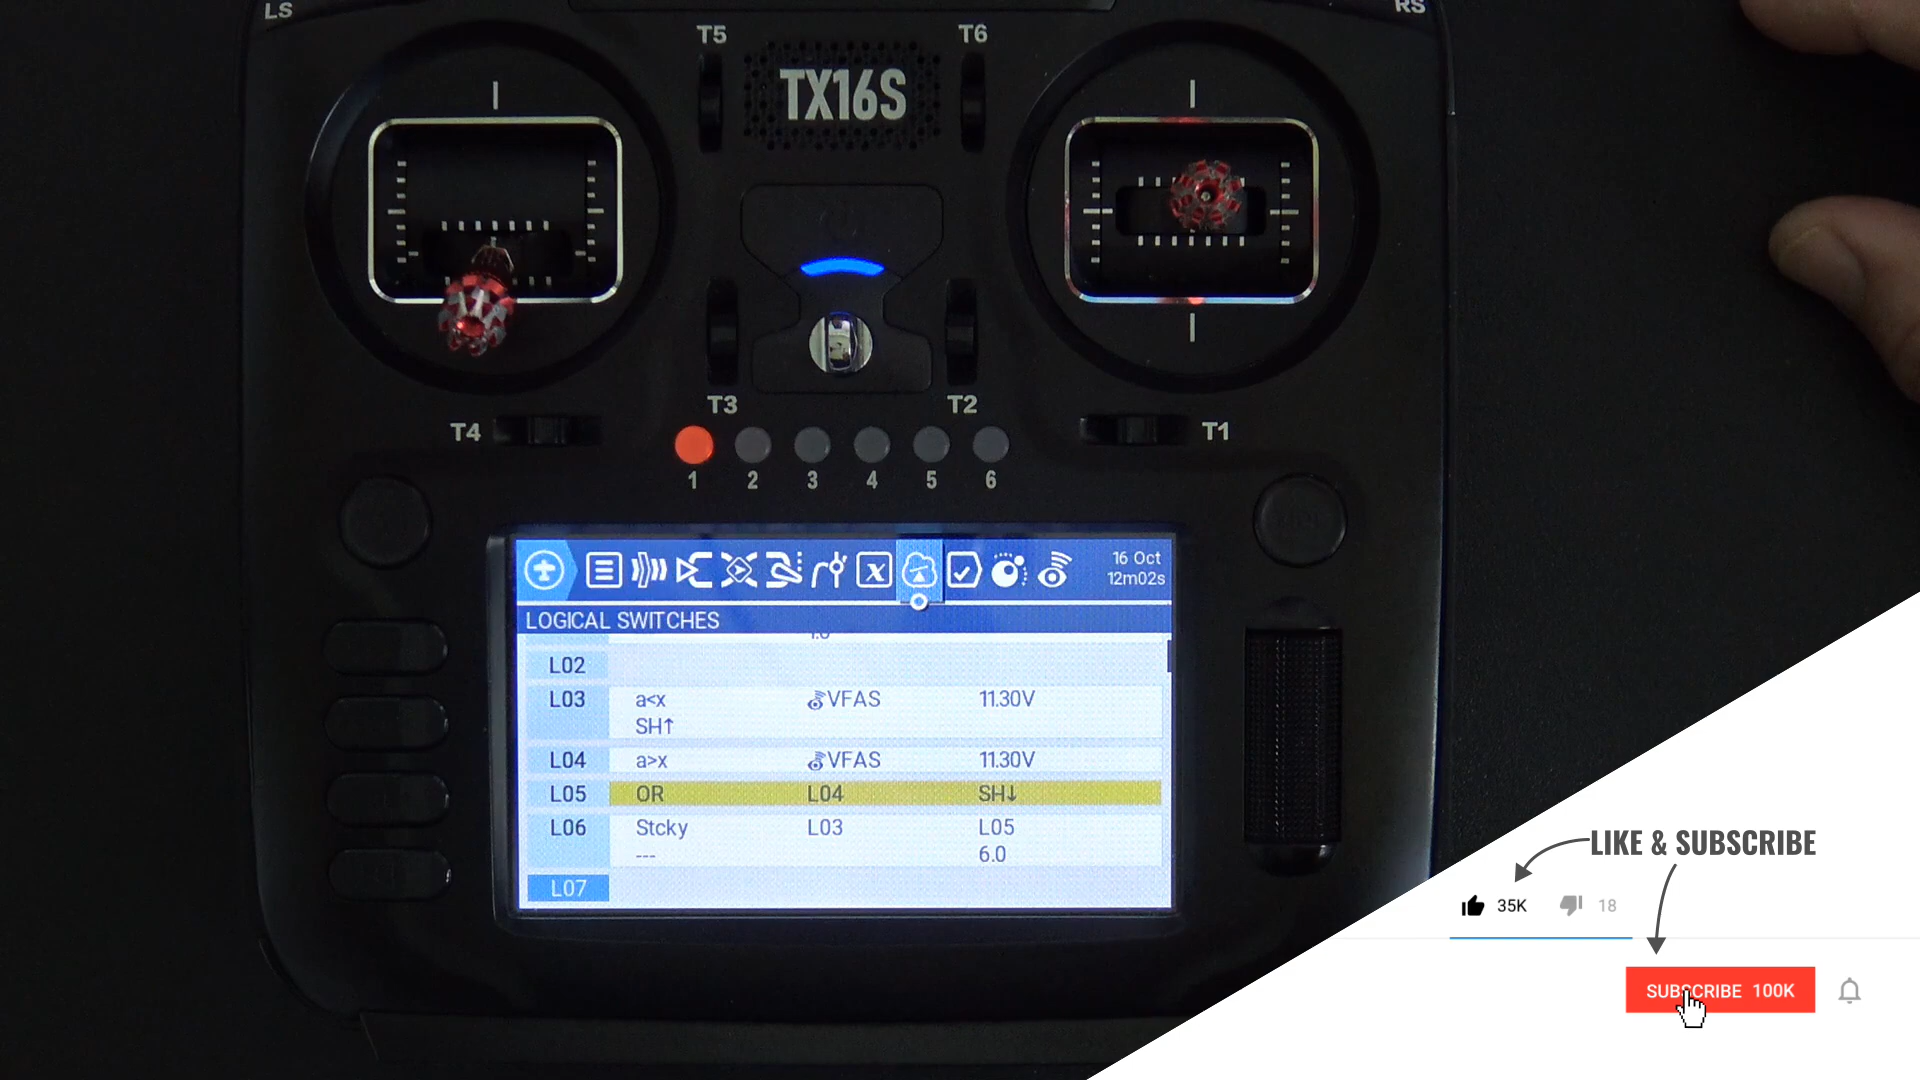 LS
RS
T5
T6
TX16S
T3
T2
T4
T1
1 2 3 4 5 6
16 Oct
12m02s
LOGICAL SWITCHES
L02
L03 a<x VFAS 11.30V
SH↑
L04 a>x VFAS 11.30V
L05 OR L04 SH↓
L06 Stcky L03 L05
--- 6.0
L07
LIKE & SUBSCRIBE
35K 18
SUBSCRIBE 100K